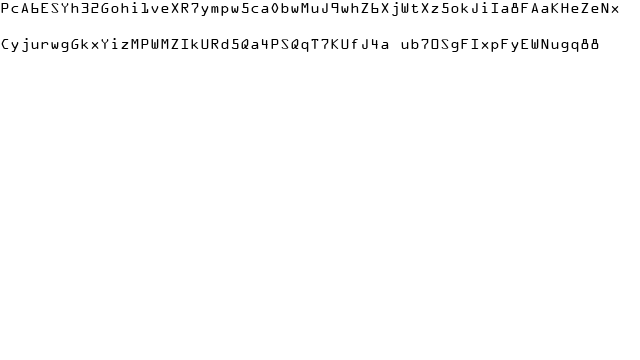 PcA6ESYh32Gohi1veXR7ympw5ca0bwMuJ9whZ6XjWtXz5okJiIa8FAaKHeZeNx
CyjurwgGkxYizMPWMZIkURd5Qa4PSQqT7KUfJ4a ub7OSgFIxpFyEWNugq88